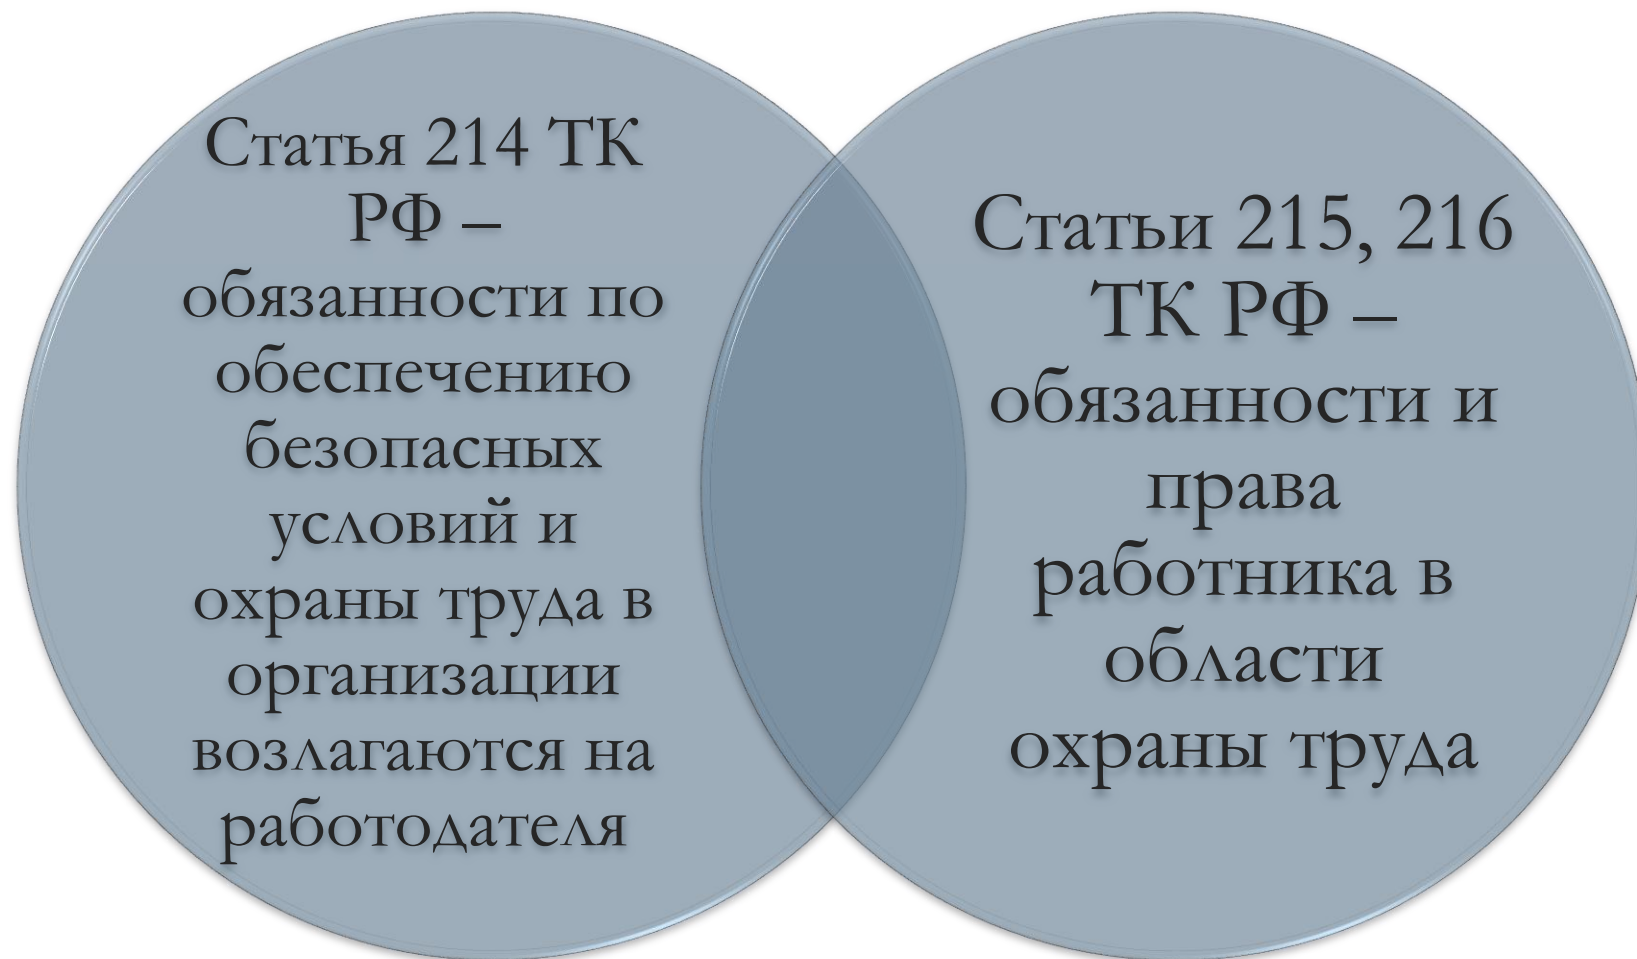 Статья 214 ТК
РФ –
обязанности по
обеспечению
безопасных
условий и
охраны труда в
организации
возлагаются на
работодателя
Статьи 215, 216
ТК РФ –
обязанности и
права
работника в
области
охраны труда